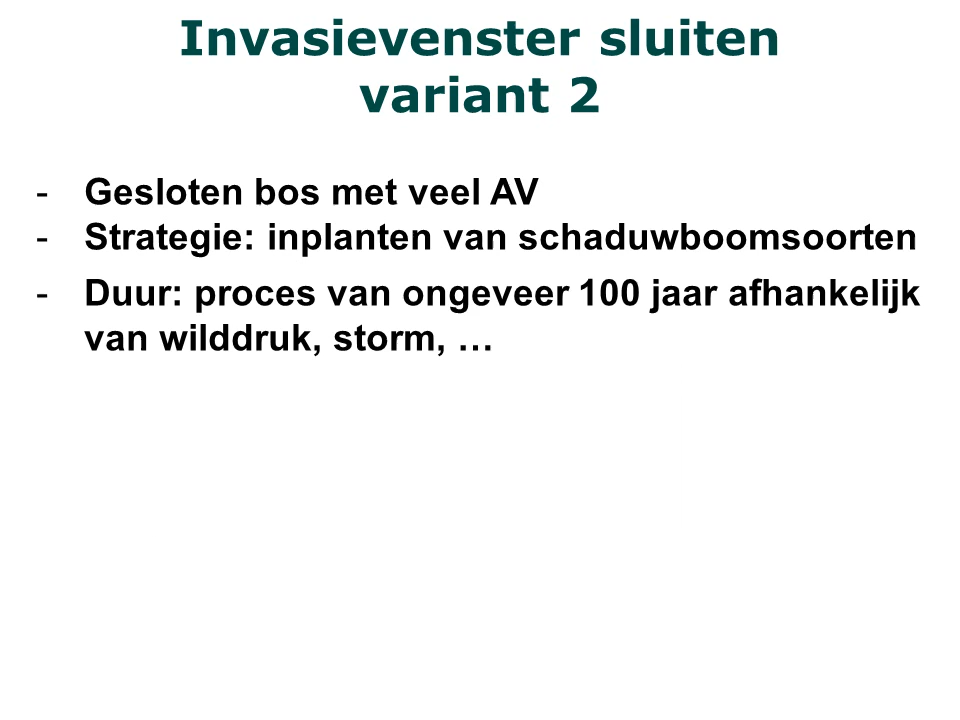 Invasievenster sluiten
variant 2
- Gesloten bos met veel AV
- Strategie: inplanten van schaduwboomsoorten
- Duur: proces van ongeveer 100 jaar afhankelijk
van wilddruk, storm, …